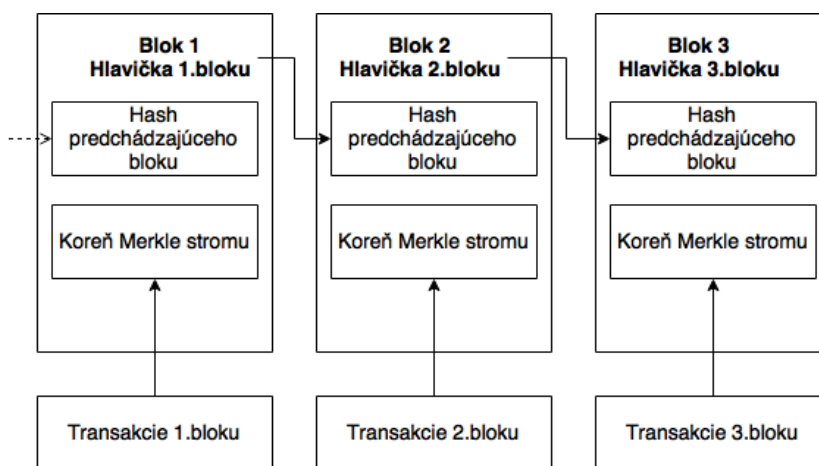 Blok 1
Hlavička 1.bloku
Hash
predchádzajúceho
bloku
Koreň Merkle stromu
Transakcie 1.bloku
Blok 2
Hlavička 2.bloku
Hash
predchádzajúceho
bloku
Koreň Merkle stromu
Transakcie 2.bloku
Blok 3
Hlavička 3.bloku
Hash
predchádzajúceho
bloku
Koreň Merkle stromu
Transakcie 3.bloku